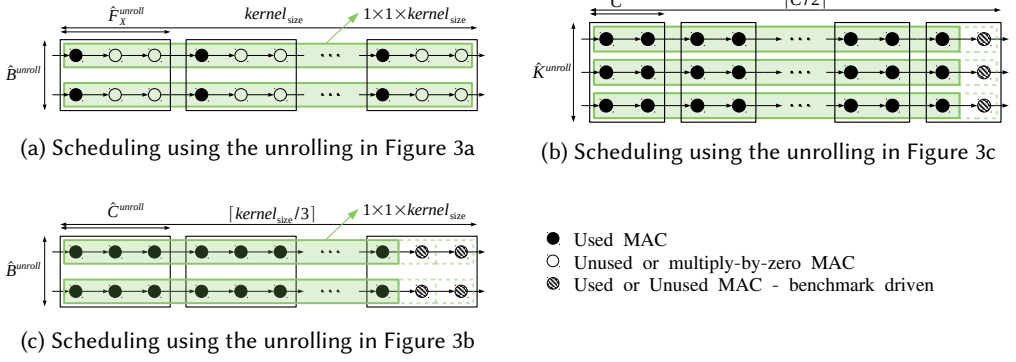 F̂_X^unroll kernel_size 1×1×kernel_size
B̂^unroll
(a) Scheduling using the unrolling in Figure 3a
K̂^unroll
(b) Scheduling using the unrolling in Figure 3c
Ĉ^unroll ⌈kernel_size/3⌉ 1×1×kernel_size
B̂^unroll
(c) Scheduling using the unrolling in Figure 3b
Used MAC
Unused or multiply-by-zero MAC
Used or Unused MAC - benchmark driven